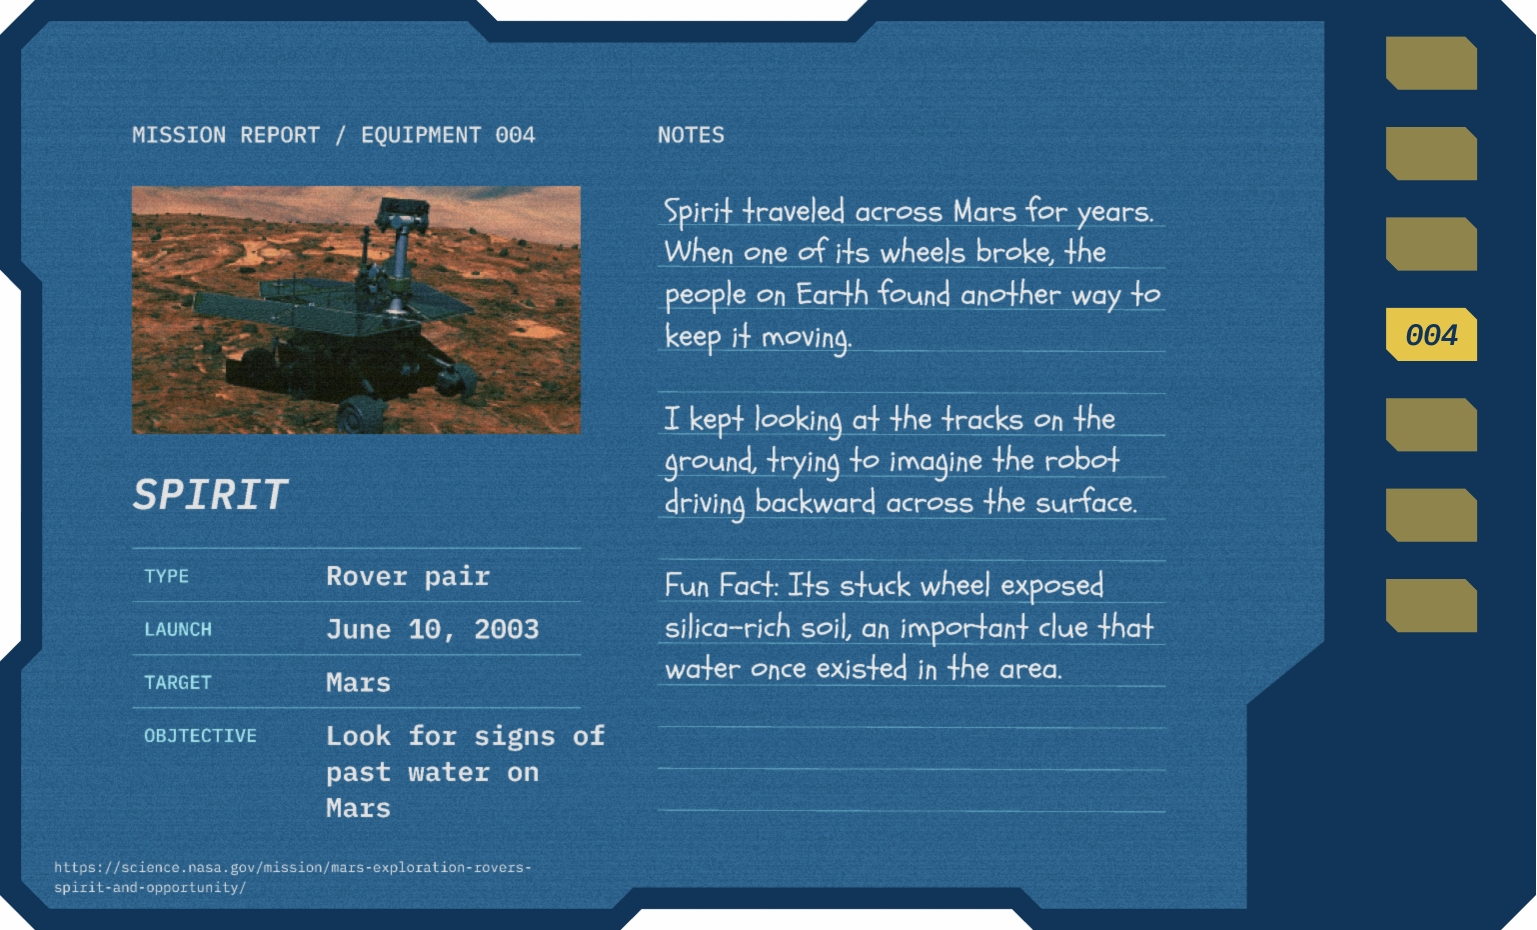 MISSION REPORT / EQUIPMENT 004
SPIRIT
TYPE Rover pair
LAUNCH June 10, 2003
TARGET Mars
OBJTECTIVE Look for signs of
past water on
Mars
https://science.nasa.gov/mission/mars-exploration-rovers-
spirit-and-opportunity/
NOTES
Spirit traveled across Mars for years.
When one of its wheels broke, the
people on Earth found another way to
keep it moving.
I kept looking at the tracks on the
ground, trying to imagine the robot
driving backward across the surface.
Fun Fact: Its stuck wheel exposed
silica-rich soil, an important clue that
water once existed in the area.
004